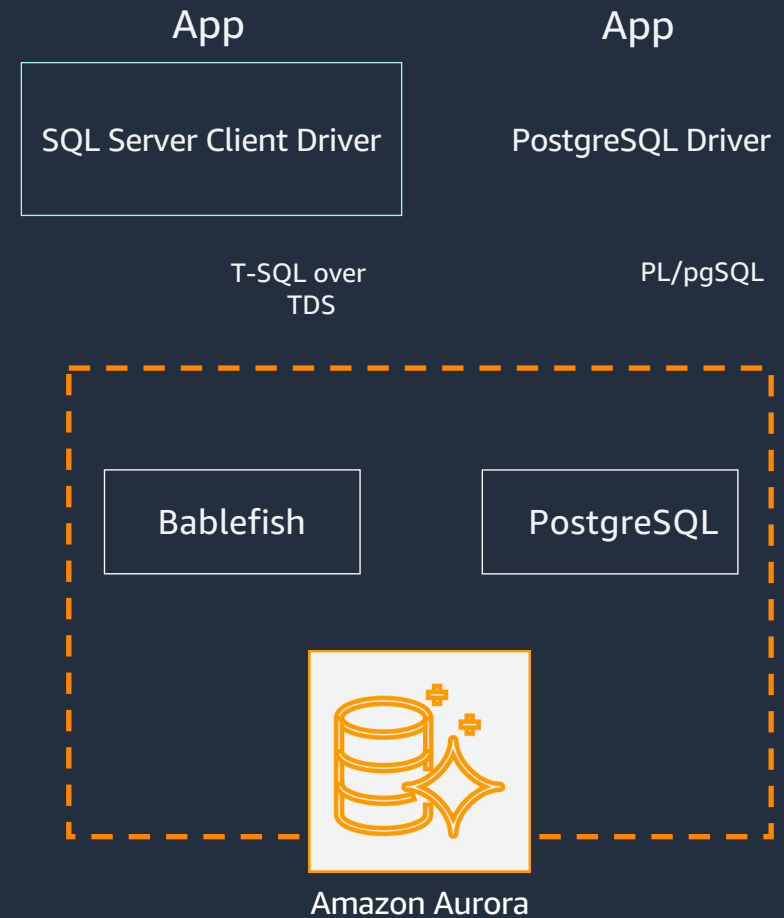 App
App
SQL Server Client Driver
PostgreSQL Driver
T-SQL over
TDS
PL/pgSQL
Bablefish
PostgreSQL
Amazon Aurora